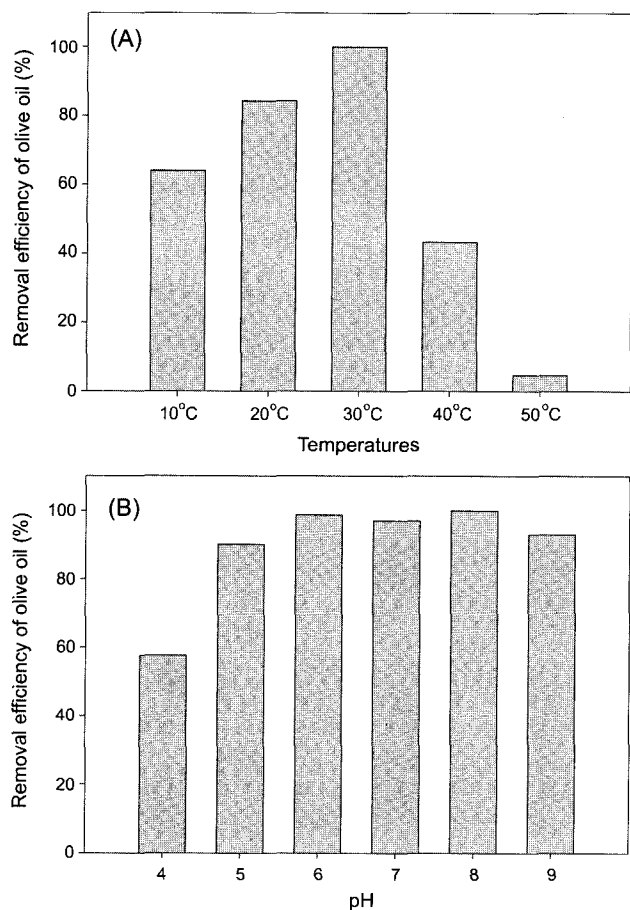 (A)
Removal efficiency of olive oil (%)
100
80
60
40
20
0
10°C 20°C 30°C 40°C 50°C
Temperatures
(B)
Removal efficiency of olive oil (%)
100
80
60
40
20
0
4 5 6 7 8 9
pH